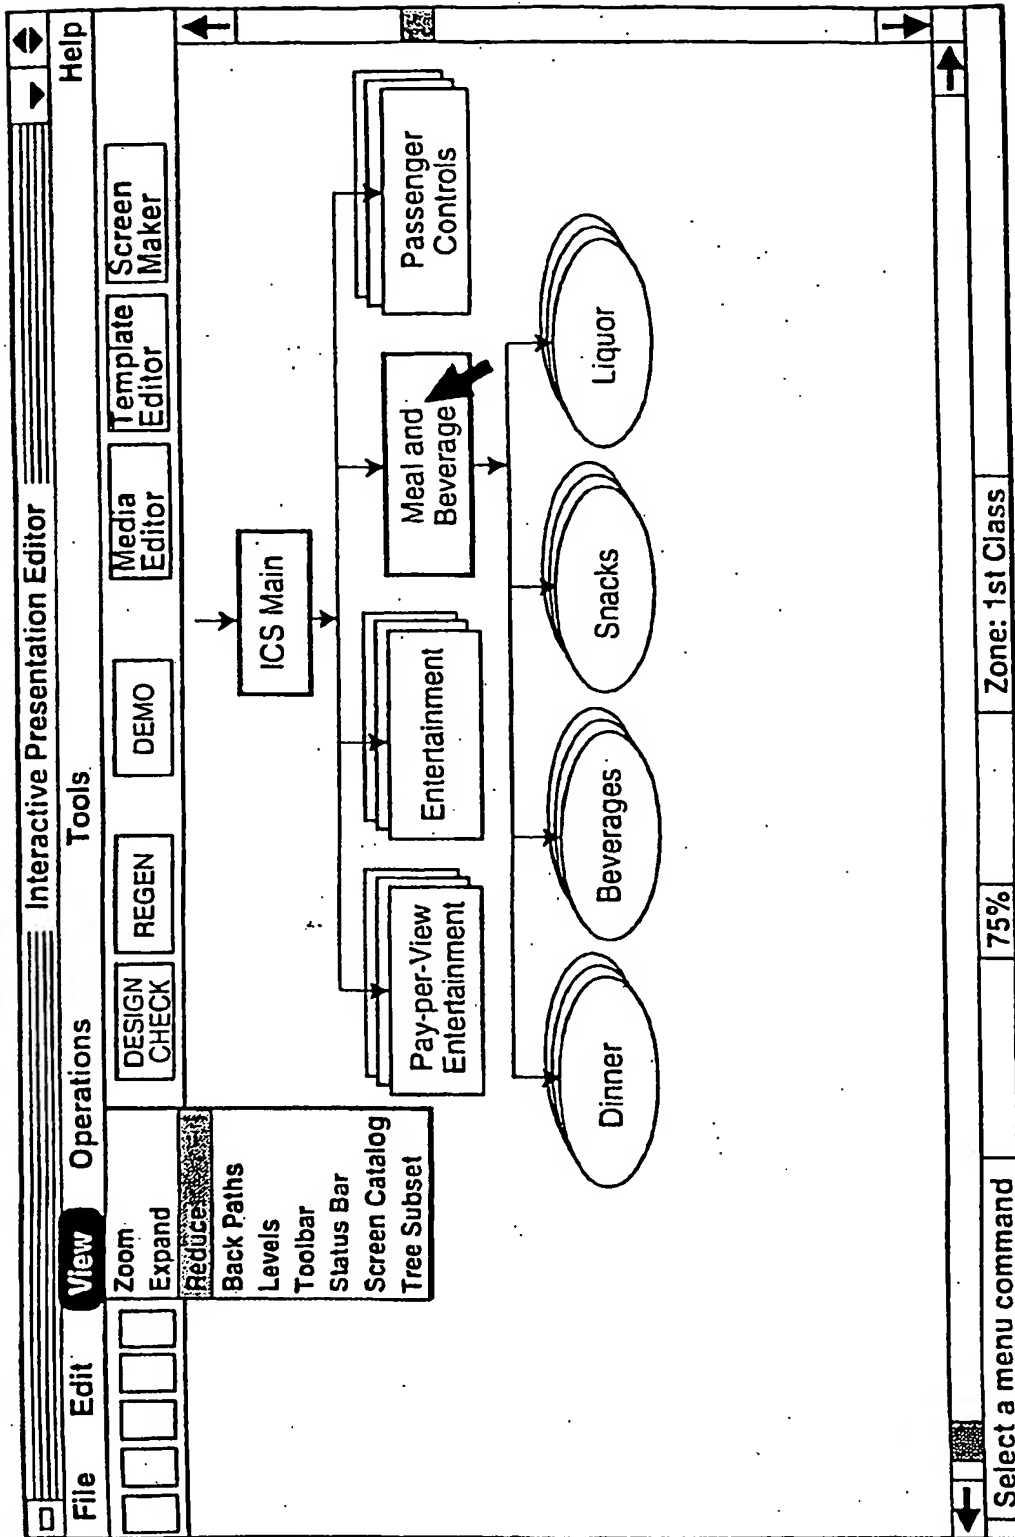 Interactive Presentation Editor
File Edit View Operations Tools Help
DESIGN
CHECK
REGEN
DEMO
Media
Editor
Template
Editor
Screen
Maker
Zoom
Expand
Reduce
Back Paths
Levels
Toolbar
Status Bar
Screen Catalog
Tree Subset
ICS Main
Pay-per-View
Entertainment
Entertainment
Meal and
Beverage
Passenger
Controls
Dinner
Beverages
Snacks
Liquor
Select a menu command
75%
Zone: 1st Class